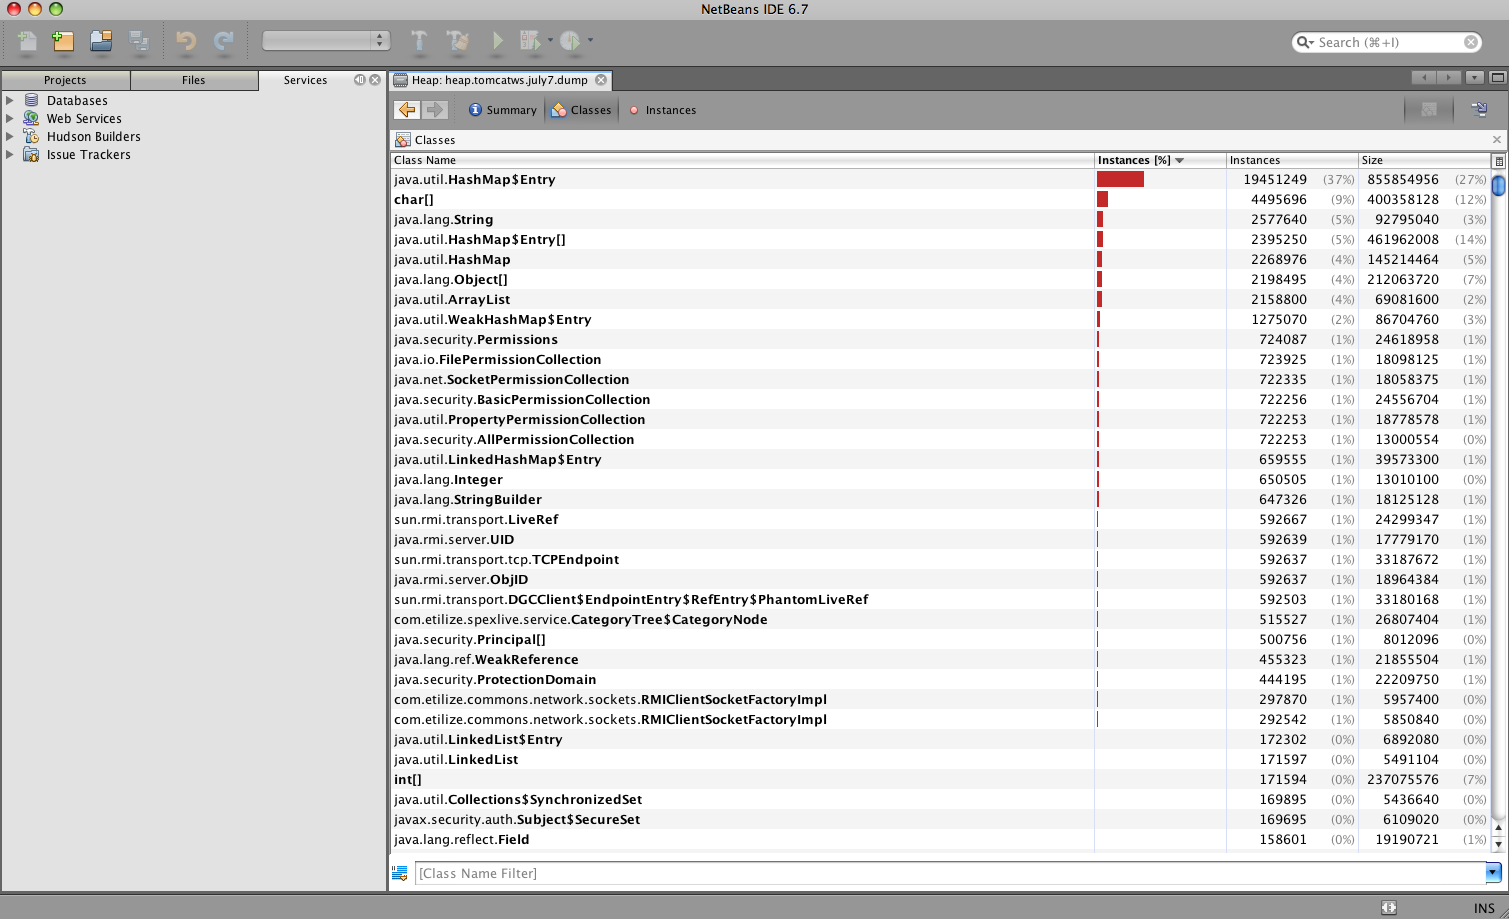 NetBeans IDE 6.7
Search (⌘+I)
Projects Files Services
Heap: heap.tomcatws.july7.dump
Databases
Web Services
Hudson Builders
Issue Trackers
Summary Classes Instances
Classes
Class Name Instances [%] Instances Size
java.util.HashMap$Entry 19451249 (37%) 855854956 (27%)
char[] 4495696 (9%) 400358128 (12%)
java.lang.String 2577640 (5%) 92795040 (3%)
java.util.HashMap$Entry[] 2395250 (5%) 461962008 (14%)
java.util.HashMap 2268976 (4%) 145214464 (5%)
java.lang.Object[] 2198495 (4%) 212063720 (7%)
java.util.ArrayList 2158800 (4%) 69081600 (2%)
java.util.WeakHashMap$Entry 1275070 (2%) 86704760 (3%)
java.security.Permissions 724087 (1%) 24618958 (1%)
java.io.FilePermissionCollection 723925 (1%) 18098125 (1%)
java.net.SocketPermissionCollection 722335 (1%) 18058375 (1%)
java.security.BasicPermissionCollection 722256 (1%) 24556704 (1%)
java.util.PropertyPermissionCollection 722253 (1%) 18778578 (1%)
java.security.AllPermissionCollection 722253 (1%) 13000554 (0%)
java.util.LinkedHashMap$Entry 659555 (1%) 39573300 (1%)
java.lang.Integer 650505 (1%) 13010100 (0%)
java.lang.StringBuilder 647326 (1%) 18125128 (1%)
sun.rmi.transport.LiveRef 592667 (1%) 24299347 (1%)
java.rmi.server.UID 592639 (1%) 17779170 (1%)
sun.rmi.transport.tcp.TCPEndpoint 592637 (1%) 33187672 (1%)
java.rmi.server.ObjID 592637 (1%) 18964384 (1%)
sun.rmi.transport.DGCClient$EndpointEntry$RefEntry$PhantomLiveRef 592503 (1%) 33180168 (1%)
com.etilize.spexlive.service.CategoryTree$CategoryNode 515527 (1%) 26807404 (1%)
java.security.Principal[] 500756 (1%) 8012096 (0%)
java.lang.ref.WeakReference 455323 (1%) 21855504 (1%)
java.security.ProtectionDomain 444195 (1%) 22209750 (1%)
com.etilize.commons.network.sockets.RMIClientSocketFactoryImpl 297870 (1%) 5957400 (0%)
com.etilize.commons.network.sockets.RMIClientSocketFactoryImpl 292542 (1%) 5850840 (0%)
java.util.LinkedList$Entry 172302 (0%) 6892080 (0%)
java.util.LinkedList 171597 (0%) 5491104 (0%)
int[] 171594 (0%) 237075576 (7%)
java.util.Collections$SynchronizedSet 169895 (0%) 5436640 (0%)
javax.security.auth.Subject$SecureSet 169695 (0%) 6109020 (0%)
java.lang.reflect.Field 158601 (0%) 19190721 (1%)
[Class Name Filter]
INS